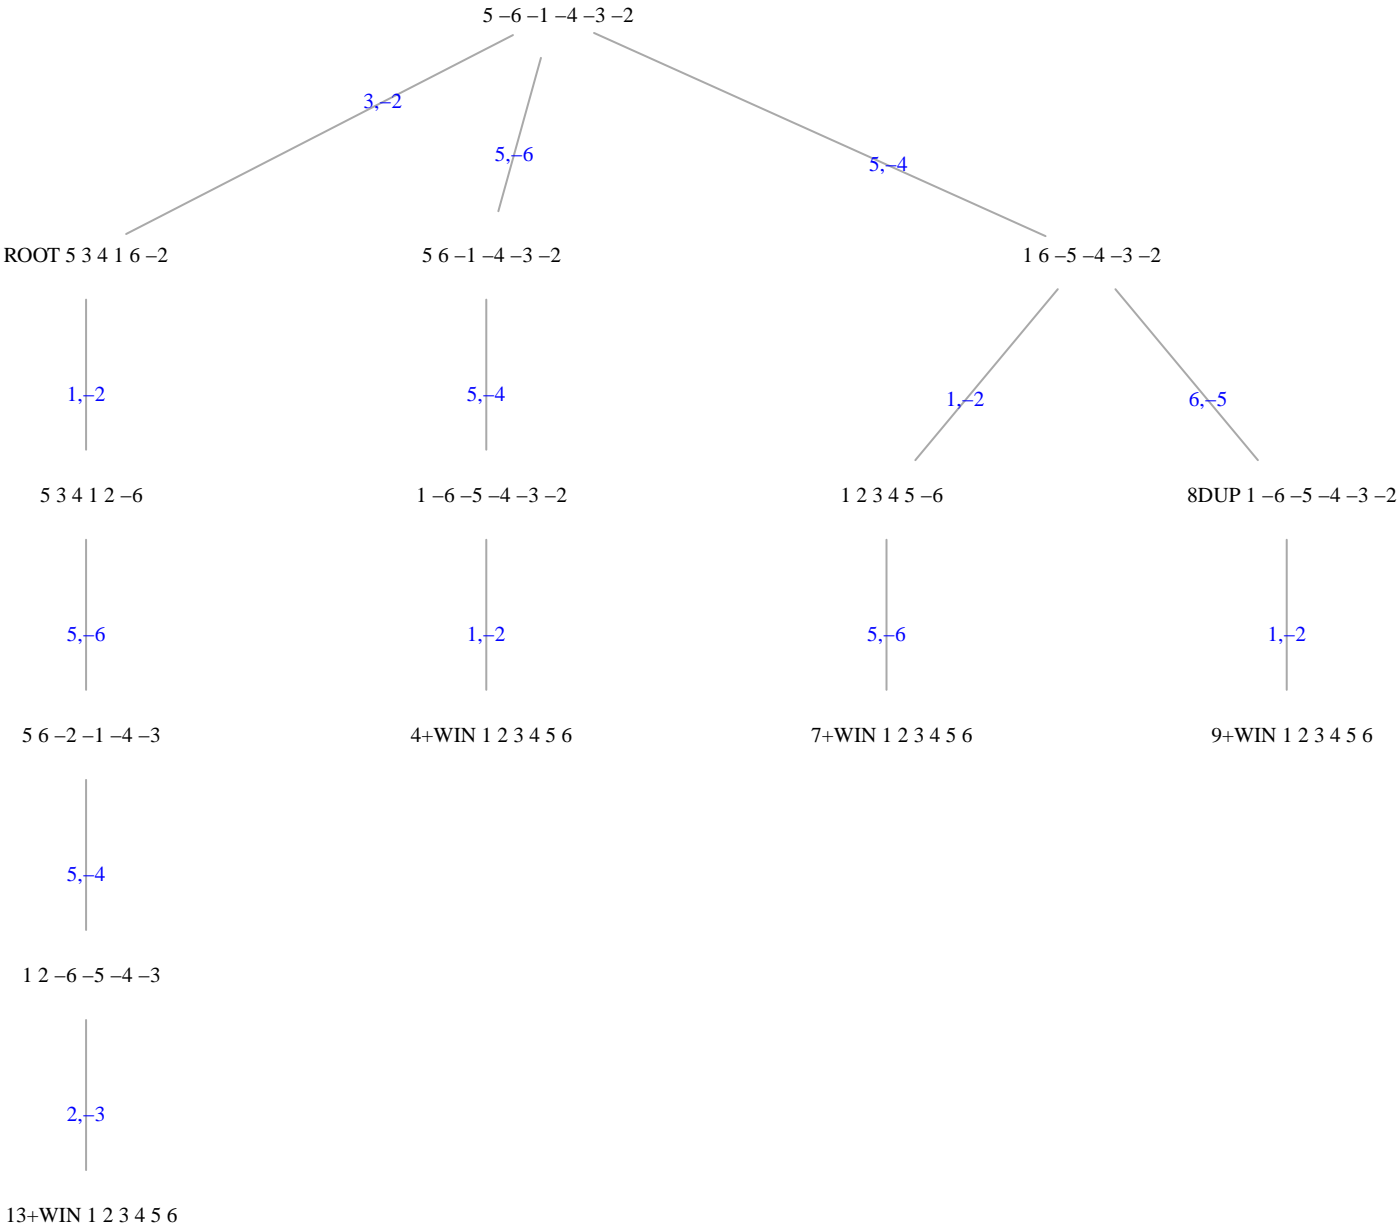 5 –6 –1 –4 –3 –2
3,–2
5,–6
5,–4
ROOT 5 3 4 1 6 –2
5 6 –1 –4 –3 –2
1 6 –5 –4 –3 –2
1,–2
5,–4
1,–2
6,–5
5 3 4 1 2 –6
1 –6 –5 –4 –3 –2
1 2 3 4 5 –6
8DUP 1 –6 –5 –4 –3 –2
5,–6
1,–2
5,–6
1,–2
5 6 –2 –1 –4 –3
4+WIN 1 2 3 4 5 6
7+WIN 1 2 3 4 5 6
9+WIN 1 2 3 4 5 6
5,–4
1 2 –6 –5 –4 –3
2,–3
13+WIN 1 2 3 4 5 6